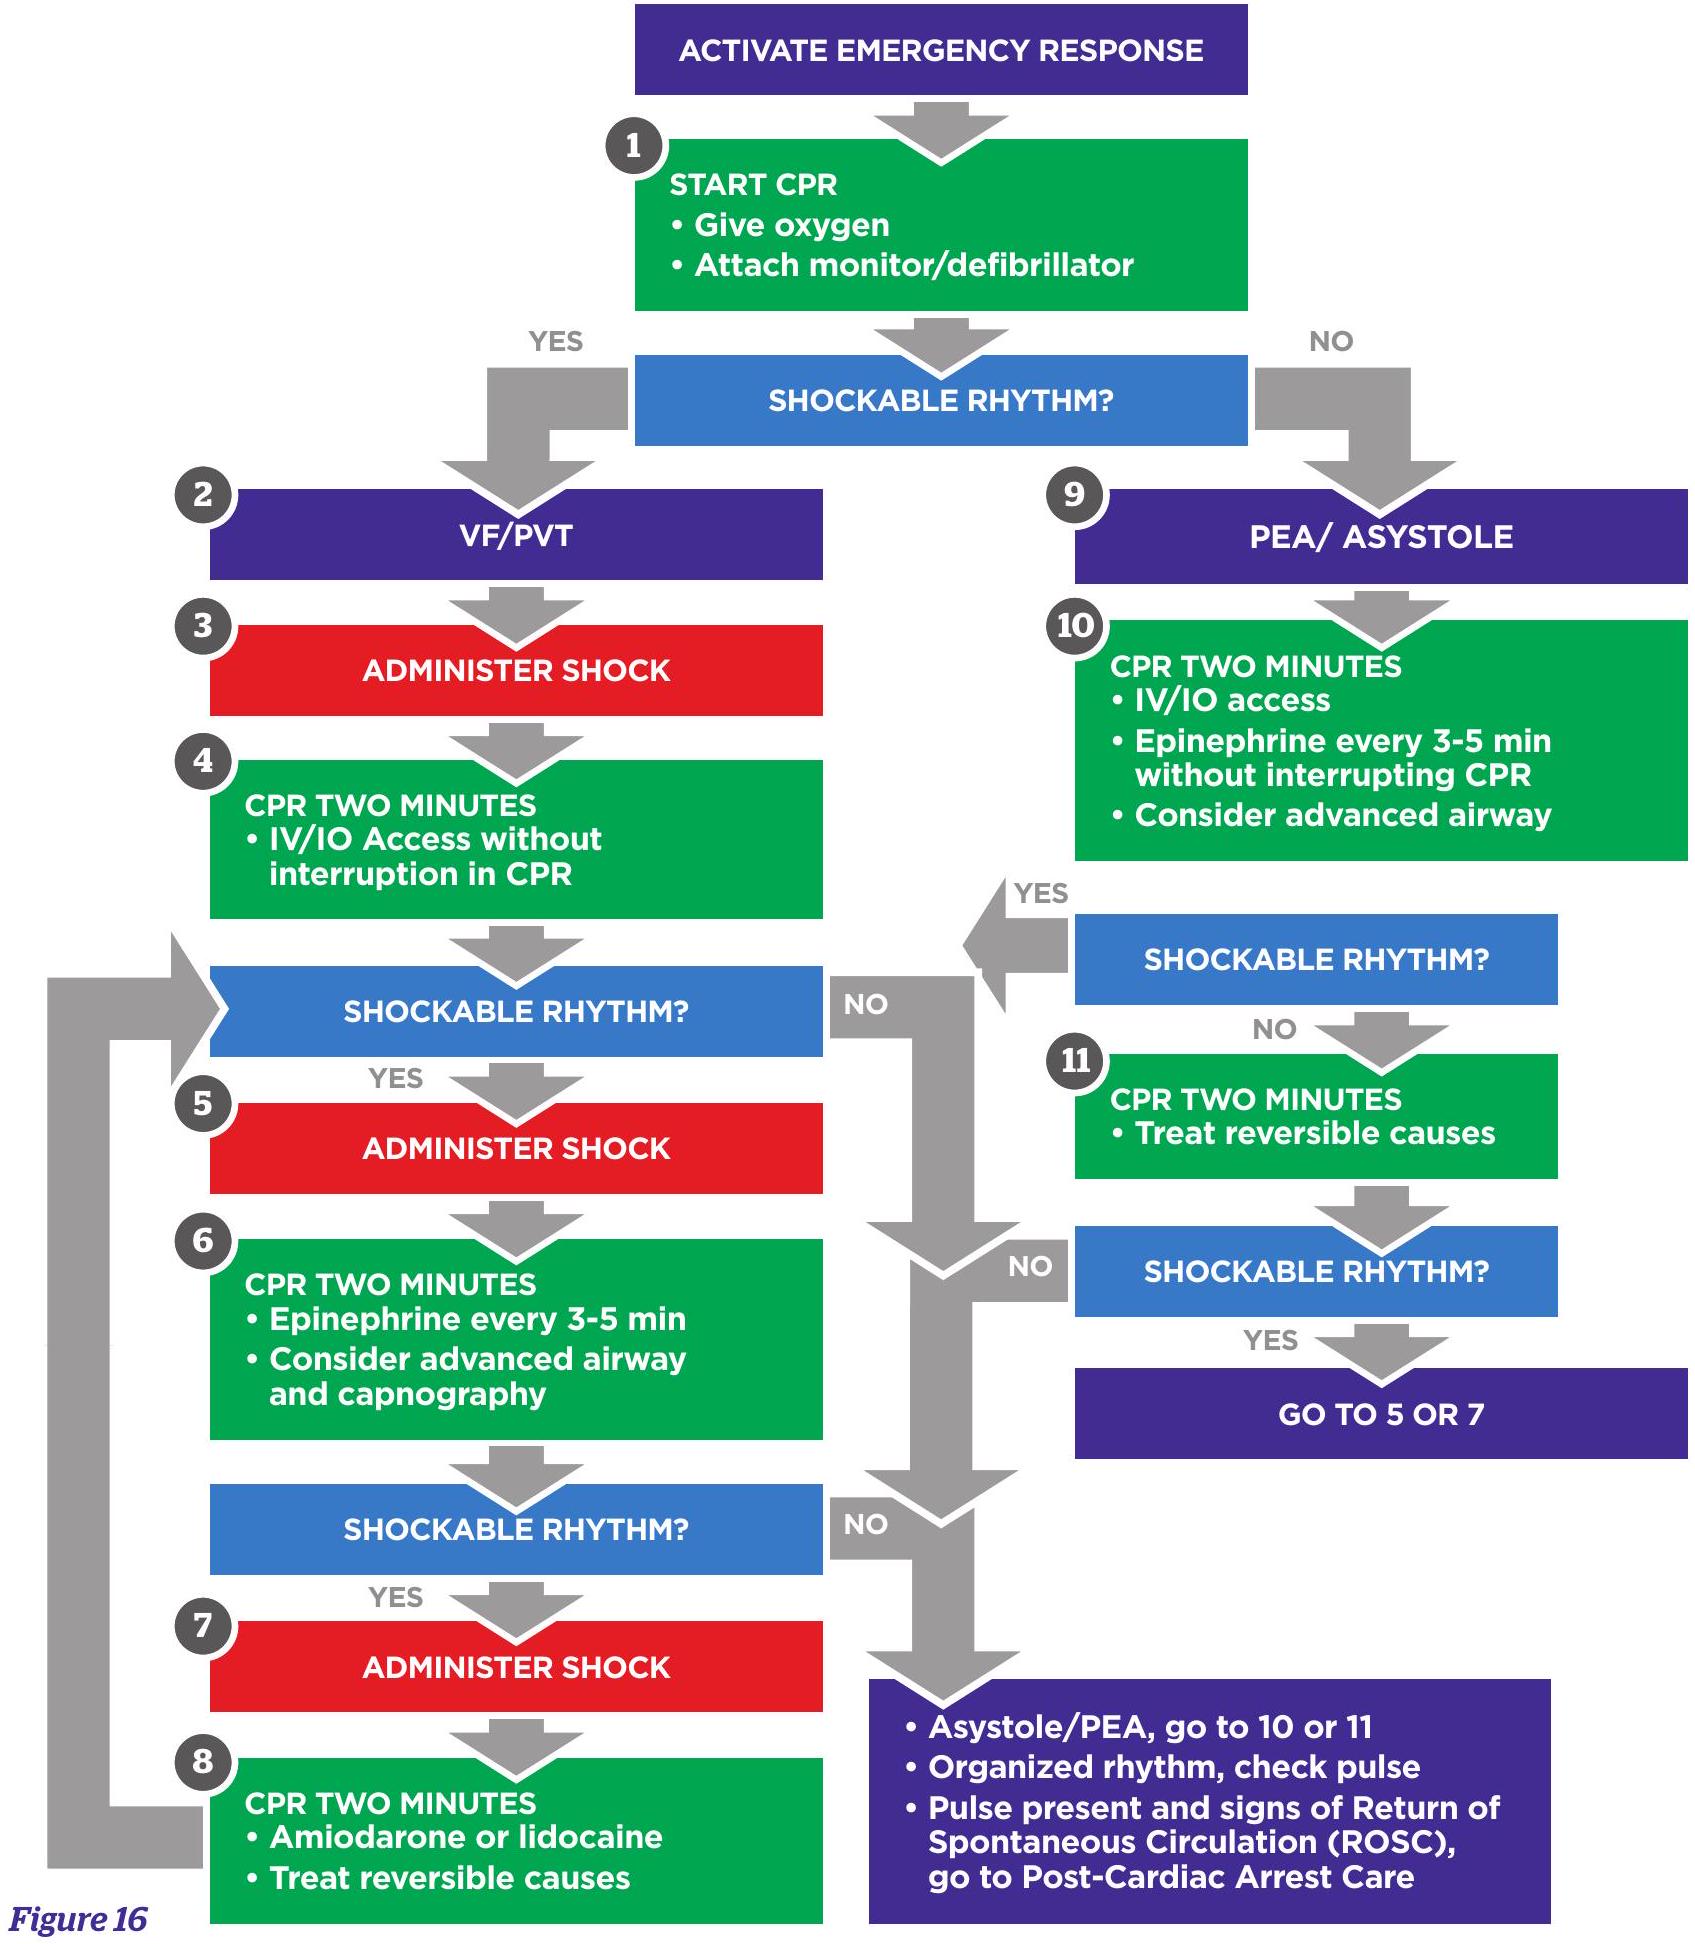 ACTIVATE EMERGENCY RESPONSE
1
START CPR
• Give oxygen
• Attach monitor/defibrillator
YES
NO
SHOCKABLE RHYTHM?
2
VF/PVT
3
ADMINISTER SHOCK
4
CPR TWO MINUTES
• IV/IO Access without
interruption in CPR
SHOCKABLE RHYTHM?
NO
YES
5
ADMINISTER SHOCK
6
CPR TWO MINUTES
• Epinephrine every 3-5 min
• Consider advanced airway
and capnography
SHOCKABLE RHYTHM?
NO
YES
7
ADMINISTER SHOCK
8
CPR TWO MINUTES
• Amiodarone or lidocaine
• Treat reversible causes
9
PEA/ ASYSTOLE
10
CPR TWO MINUTES
• IV/IO access
• Epinephrine every 3-5 min
without interrupting CPR
• Consider advanced airway
YES
SHOCKABLE RHYTHM?
NO
11
CPR TWO MINUTES
• Treat reversible causes
NO
SHOCKABLE RHYTHM?
YES
GO TO 5 OR 7
• Asystole/PEA, go to 10 or 11
• Organized rhythm, check pulse
• Pulse present and signs of Return of
Spontaneous Circulation (ROSC),
go to Post-Cardiac Arrest Care
Figure 16